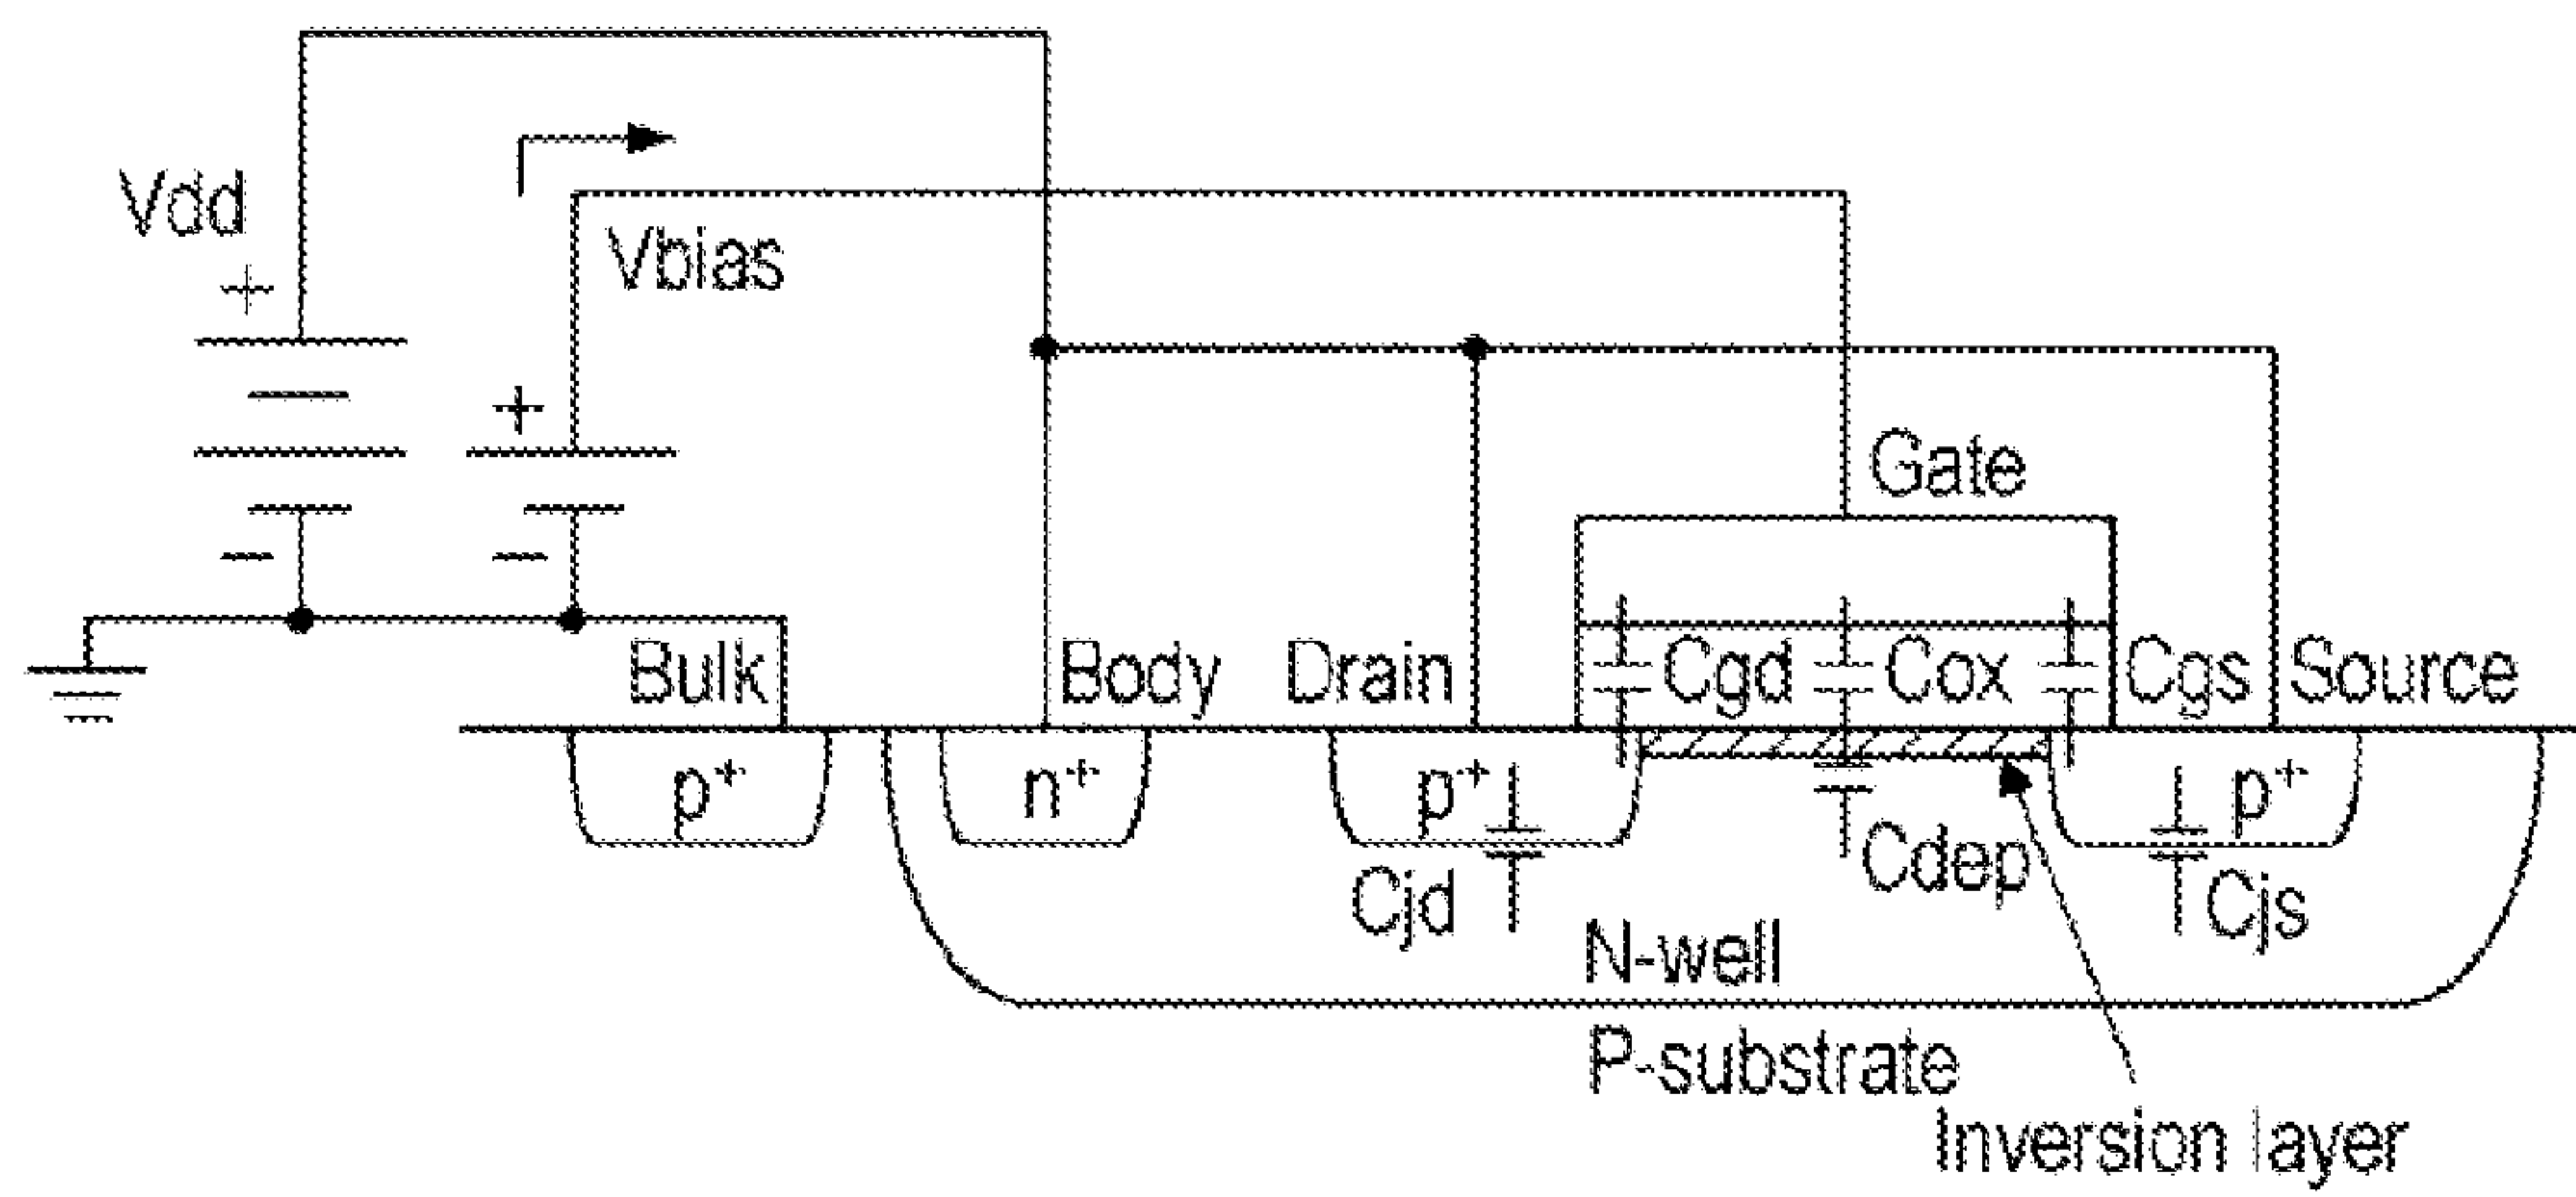 Vdd
+
Vbias
+
Gate
−
−
Bulk
Body
Drain
Cgd
Cox
Cgs
Source
p+
n+
p+
p+
Cdep
Cjd
Cjs
N-well
P-substrate
Inversion layer